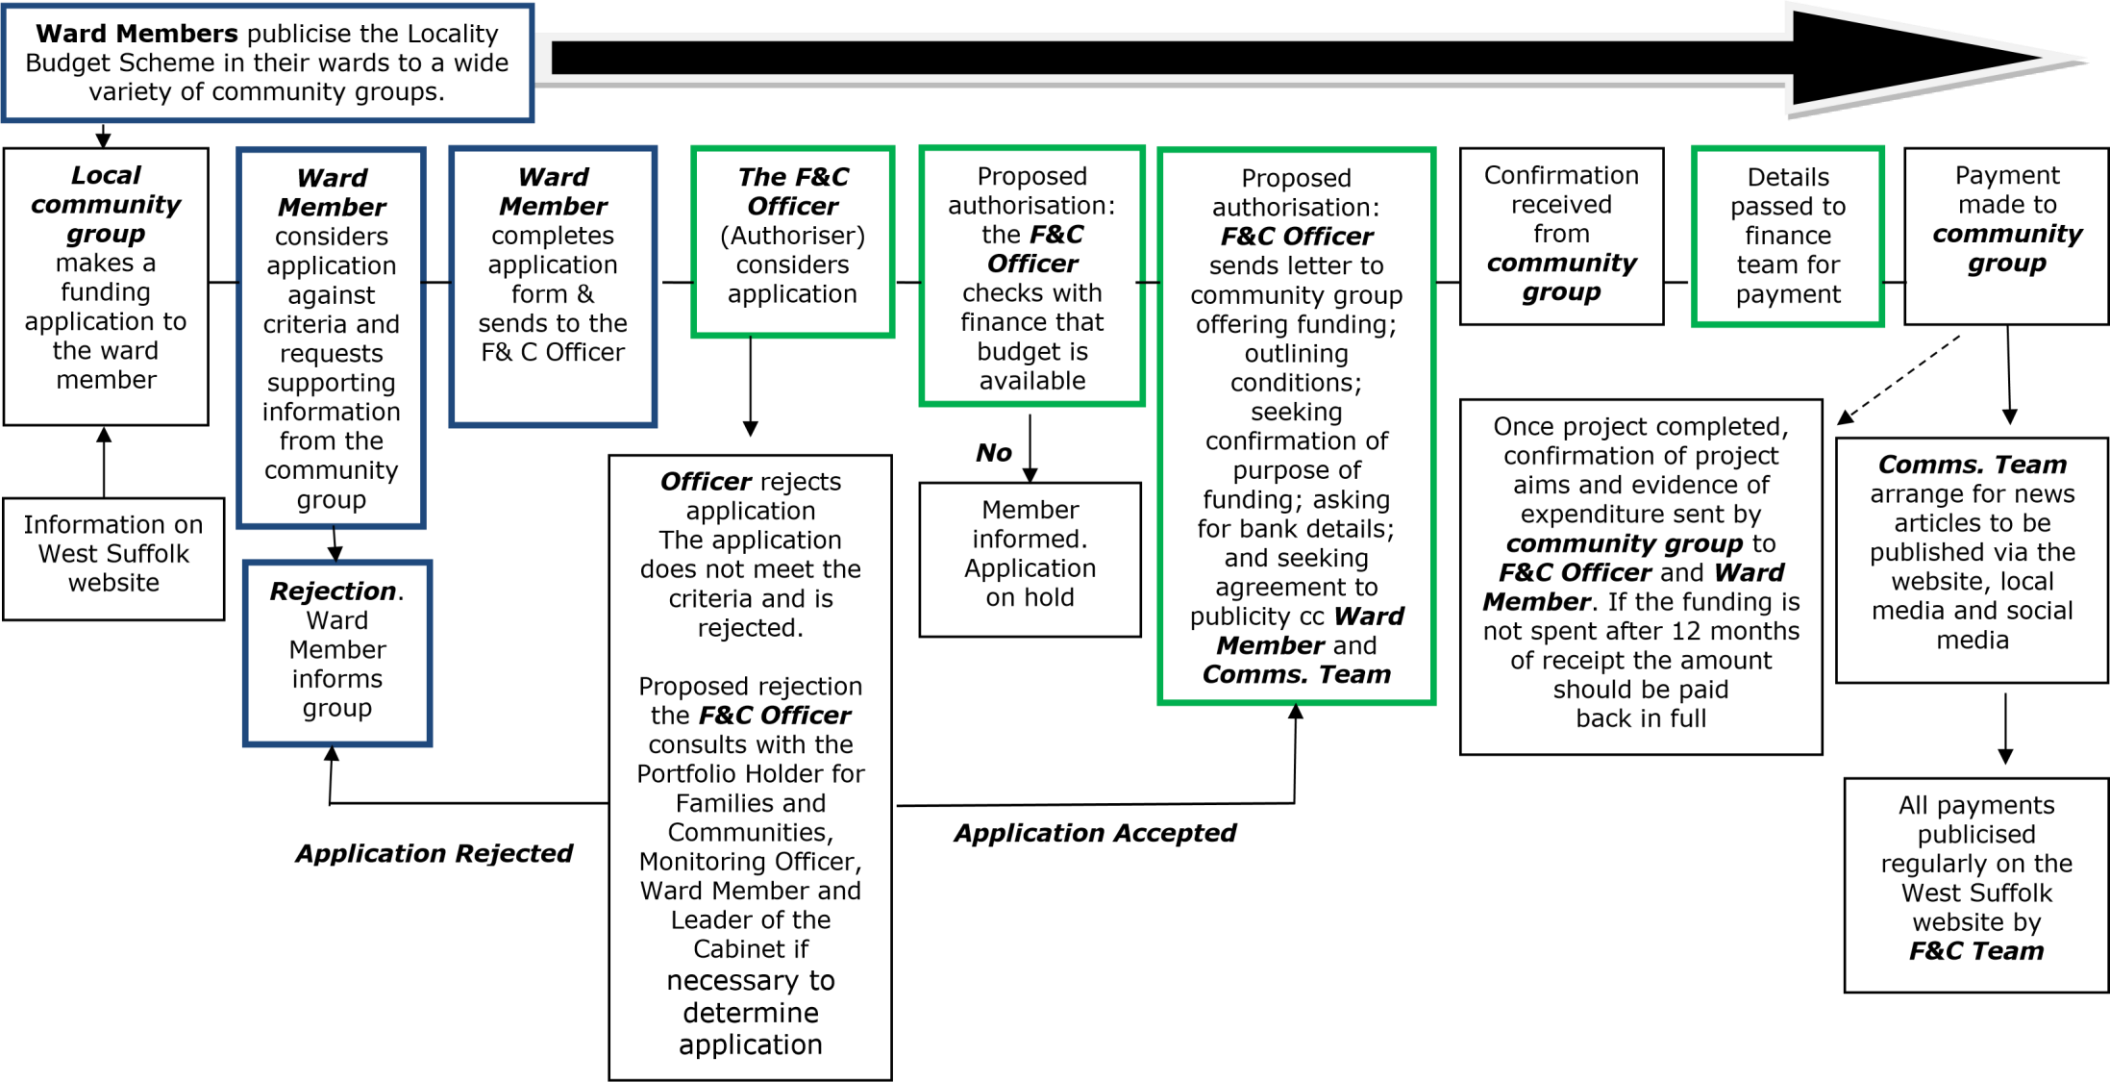 Ward Members publicise the Locality
Budget Scheme in their wards to a wide
variety of community groups.
Local
community
group
makes a
funding
application to
the ward
member
Ward
Member
considers
application
against
criteria and
requests
supporting
information
from the
community
group
Ward
Member
completes
application
form &
sends to the
F& C Officer
The F&C
Officer
(Authoriser)
considers
application
Proposed
authorisation:
the F&C
Officer
checks with
finance that
budget is
available
Proposed
authorisation:
F&C Officer
sends letter to
community group
offering funding;
outlining
conditions;
seeking
confirmation of
purpose of
funding; asking
for bank details;
and seeking
agreement to
publicity cc Ward
Member and
Comms. Team
Confirmation
received
from
community
group
Details
passed to
finance
team for
payment
Payment
made to
community
group
Information on
West Suffolk
website
Rejection.
Ward
Member
informs
group
Officer rejects
application
The application
does not meet the
criteria and is
rejected.
Proposed rejection
the F&C Officer
consults with the
Portfolio Holder for
Families and
Communities,
Monitoring Officer,
Ward Member and
Leader of the
Cabinet if
necessary to
determine
application
No
Member
informed.
Application
on hold
Once project completed,
confirmation of project
aims and evidence of
expenditure sent by
community group to
F&C Officer and Ward
Member. If the funding is
not spent after 12 months
of receipt the amount
should be paid
back in full
Comms. Team
arrange for news
articles to be
published via the
website, local
media and social
media
Application Rejected
Application Accepted
All payments
publicised
regularly on the
West Suffolk
website by
F&C Team